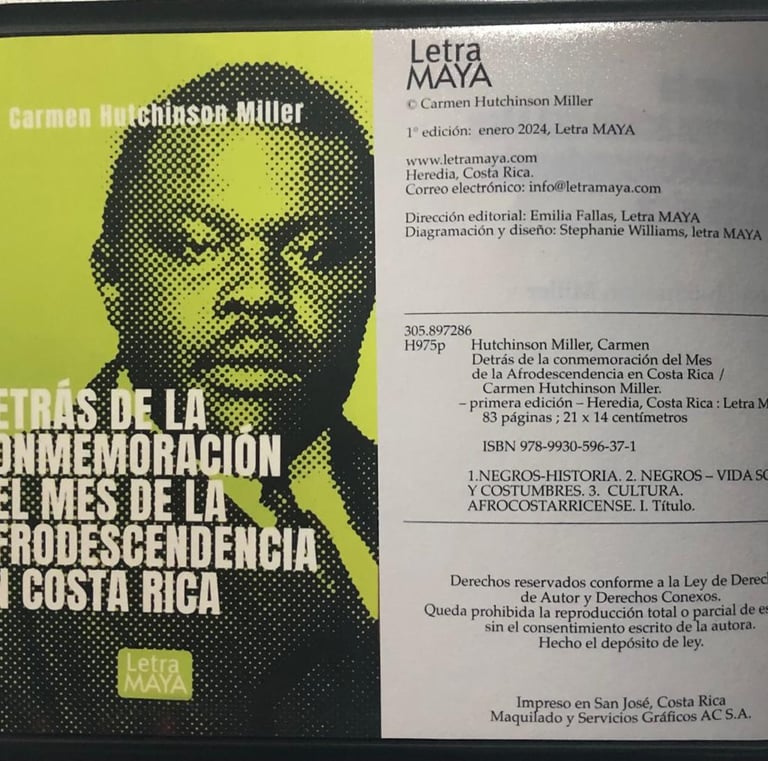 Carmen Hutchinson Miller
ETRÁS DE LA
ONMEMORACIÓN
EL MES DE LA
FRODESCENDENCIA
N COSTA RICA
Letra
MAYA
Letra
MAYA
© Carmen Hutchinson Miller
1º edición: enero 2024, Letra MAYA
www.letramaya.com
Heredia, Costa Rica.
Correo electrónico: info@letramaya.com
Dirección editorial: Emilia Fallas, Letra MAYA
Diagramación y diseño: Stephanie Williams, letra MAYA
305.897286
H975p Hutchinson Miller, Carmen
Detrás de la conmemoración del Mes
de la Afrodescendencia en Costa Rica /
Carmen Hutchinson Miller.
– primera edición – Heredia, Costa Rica : Letra M
83 páginas ; 21 x 14 centímetros
ISBN 978-9930-596-37-1
1.NEGROS-HISTORIA. 2. NEGROS – VIDA SO
Y COSTUMBRES. 3. CULTURA.
AFROCOSTARRICENSE. I. Título.
Derechos reservados conforme a la Ley de Derec
de Autor y Derechos Conexos.
Queda prohibida la reproducción total o parcial de es
sin el consentimiento escrito de la autora.
Hecho el depósito de ley.
Impreso en San José, Costa Rica
Maquilado y Servicios Gráficos AC S.A.